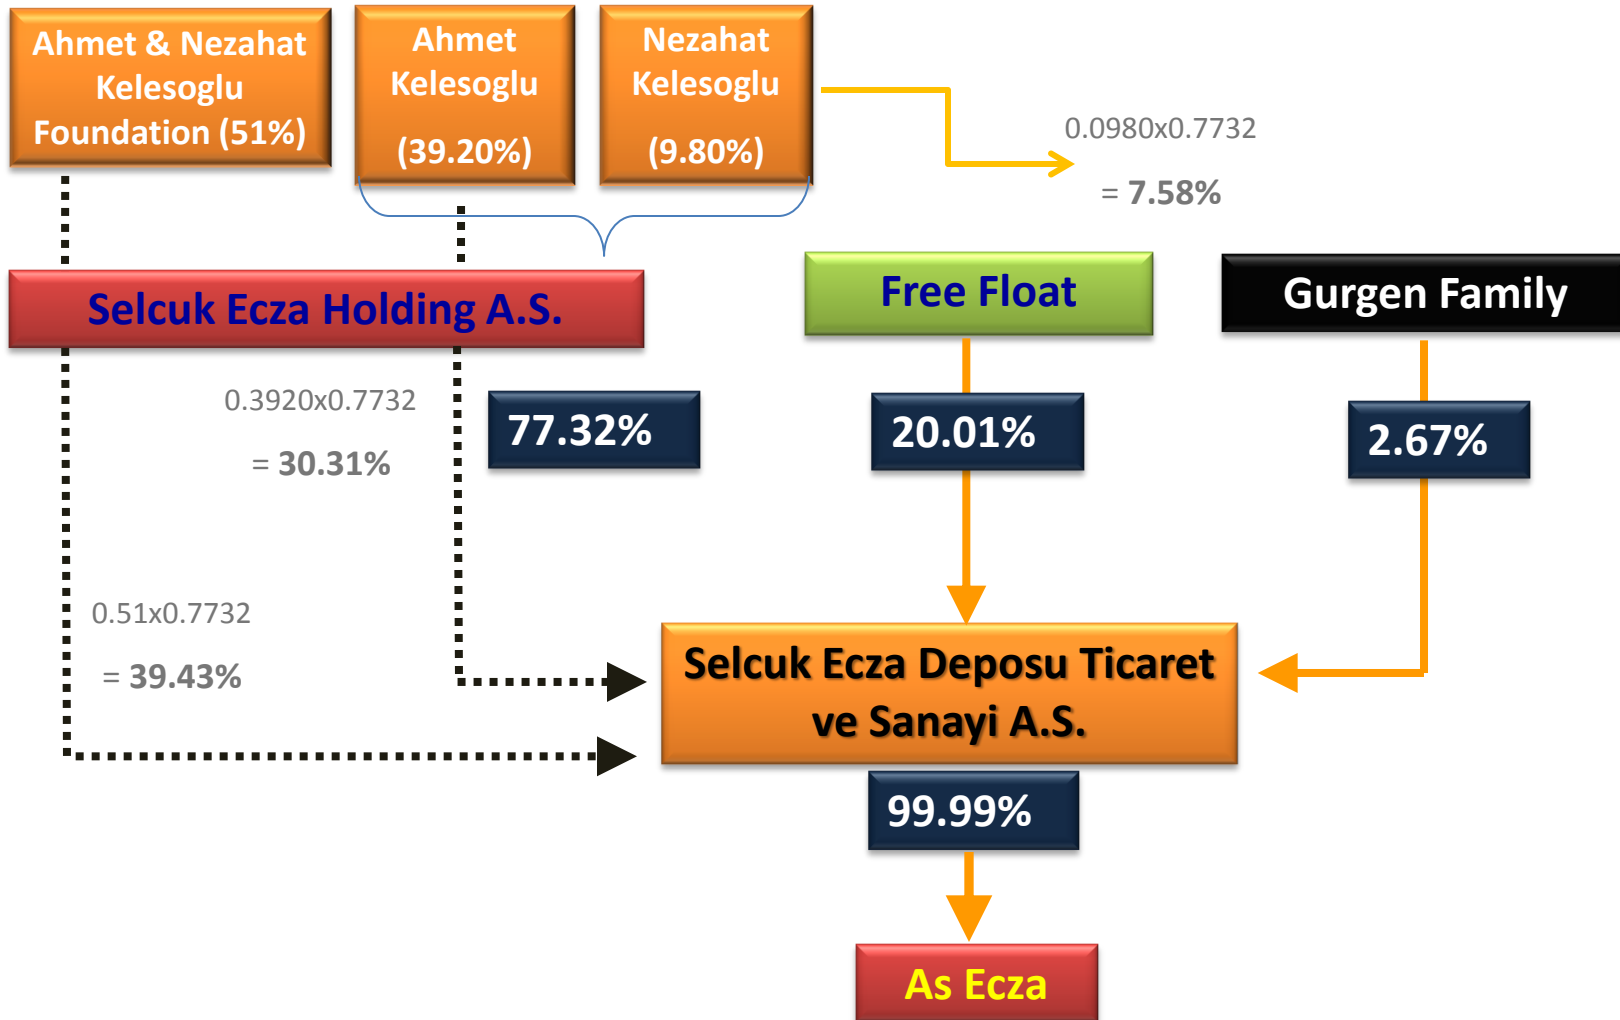 Ahmet & Nezahat
Kelesoglu
Foundation (51%)
Ahmet
Kelesoglu
(39.20%)
Nezahat
Kelesoglu
(9.80%)
0.0980x0.7732
= 7.58%
Selcuk Ecza Holding A.S.
Free Float
Gurgen Family
0.3920x0.7732
= 30.31%
77.32%
20.01%
2.67%
0.51x0.7732
= 39.43%
Selcuk Ecza Deposu Ticaret
ve Sanayi A.S.
99.99%
As Ecza